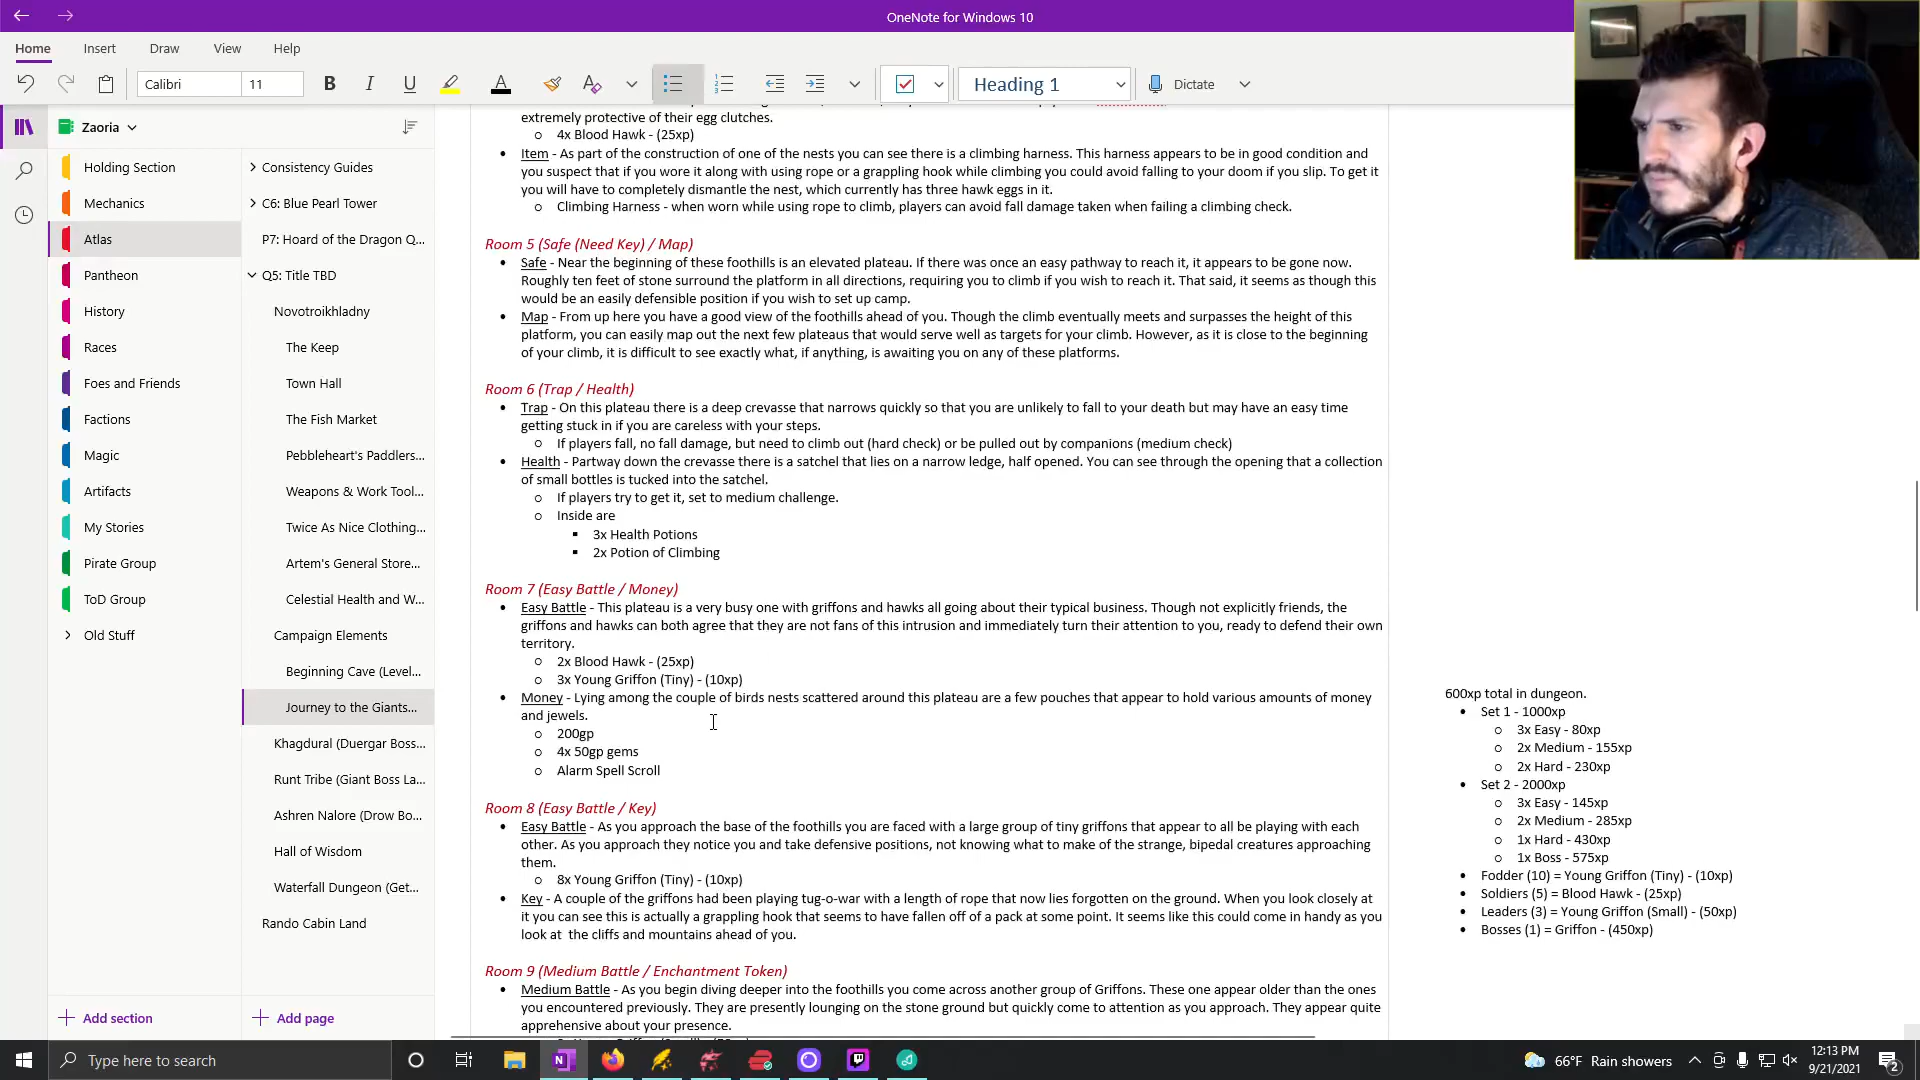 OneNote for Windows 10
Home Insert Draw View Help
Calibri 11 B I U A Heading 1 Dictate
Zaoria
Holding Section
Mechanics
Atlas
Pantheon
History
Races
Foes and Friends
Factions
Magic
Artifacts
My Stories
Pirate Group
ToD Group
Old Stuff
Add section
Consistency Guides
C6: Blue Pearl Tower
P7: Hoard of the Dragon Q...
Q5: Title TBD
Novotroikhladny
The Keep
Town Hall
The Fish Market
Pebbleheart's Paddlers...
Weapons & Work Tool...
Twice As Nice Clothing...
Artem's General Store...
Celestial Health and W...
Campaign Elements
Beginning Cave (Level...
Journey to the Giants...
Khagdural (Duergar Boss...
Runt Tribe (Giant Boss La...
Ashren Nalore (Drow Bo...
Hall of Wisdom
Waterfall Dungeon (Get...
Rando Cabin Land
Add page
extremely protective of their egg clutches.
4x Blood Hawk - (25xp)
Item - As part of the construction of one of the nests you can see there is a climbing harness. This harness appears to be in good condition and
you suspect that if you wore it along with using rope or a grappling hook while climbing you could avoid falling to your doom if you slip. To get it
you will have to completely dismantle the nest, which currently has three hawk eggs in it.
Climbing Harness - when worn while using rope to climb, players can avoid fall damage taken when failing a climbing check.
Room 5 (Safe (Need Key) / Map)
Safe - Near the beginning of these foothills is an elevated plateau. If there was once an easy pathway to reach it, it appears to be gone now.
Roughly ten feet of stone surround the platform in all directions, requiring you to climb if you wish to reach it. That said, it seems as though this
would be an easily defensible position if you wish to set up camp.
Map - From up here you have a good view of the foothills ahead of you. Though the climb eventually meets and surpasses the height of this
platform, you can easily map out the next few plateaus that would serve well as targets for your climb. However, as it is close to the beginning
of your climb, it is difficult to see exactly what, if anything, is awaiting you on any of these platforms.
Room 6 (Trap / Health)
Trap - On this plateau there is a deep crevasse that narrows quickly so that you are unlikely to fall to your death but may have an easy time
getting stuck in if you are careless with your steps.
If players fall, no fall damage, but need to climb out (hard check) or be pulled out by companions (medium check)
Health - Partway down the crevasse there is a satchel that lies on a narrow ledge, half opened. You can see through the opening that a collection
of small bottles is tucked into the satchel.
If players try to get it, set to medium challenge.
Inside are
3x Health Potions
2x Potion of Climbing
Room 7 (Easy Battle / Money)
Easy Battle - This plateau is a very busy one with griffons and hawks all going about their typical business. Though not explicitly friends, the
griffons and hawks can both agree that they are not fans of this intrusion and immediately turn their attention to you, ready to defend their own
territory.
2x Blood Hawk - (25xp)
3x Young Griffon (Tiny) - (10xp)
Money - Lying among the couple of birds nests scattered around this plateau are a few pouches that appear to hold various amounts of money
and jewels.
200gp
4x 50gp gems
Alarm Spell Scroll
Room 8 (Easy Battle / Key)
Easy Battle - As you approach the base of the foothills you are faced with a large group of tiny griffons that appear to all be playing with each
other. As you approach they notice you and take defensive positions, not knowing what to make of the strange, bipedal creatures approaching
them.
8x Young Griffon (Tiny) - (10xp)
Key - A couple of the griffons had been playing tug-o-war with a length of rope that now lies forgotten on the ground. When you look closely at
it you can see this is actually a grappling hook that seems to have fallen off of a pack at some point. It seems like this could come in handy as you
look at the cliffs and mountains ahead of you.
Room 9 (Medium Battle / Enchantment Token)
Medium Battle - As you begin diving deeper into the foothills you come across another group of Griffons. These one appear older than the ones
you encountered previously. They are presently lounging on the stone ground but quickly come to attention as you approach. They appear quite
apprehensive about your presence.
600xp total in dungeon.
Set 1 - 1000xp
3x Easy - 80xp
2x Medium - 155xp
2x Hard - 230xp
Set 2 - 2000xp
3x Easy - 145xp
2x Medium - 285xp
1x Hard - 430xp
1x Boss - 575xp
Fodder (10) = Young Griffon (Tiny) - (10xp)
Soldiers (5) = Blood Hawk - (25xp)
Leaders (3) = Young Griffon (Small) - (50xp)
Bosses (1) = Griffon - (450xp)
Type here to search
66°F Rain showers
12:13 PM
9/21/2021
2